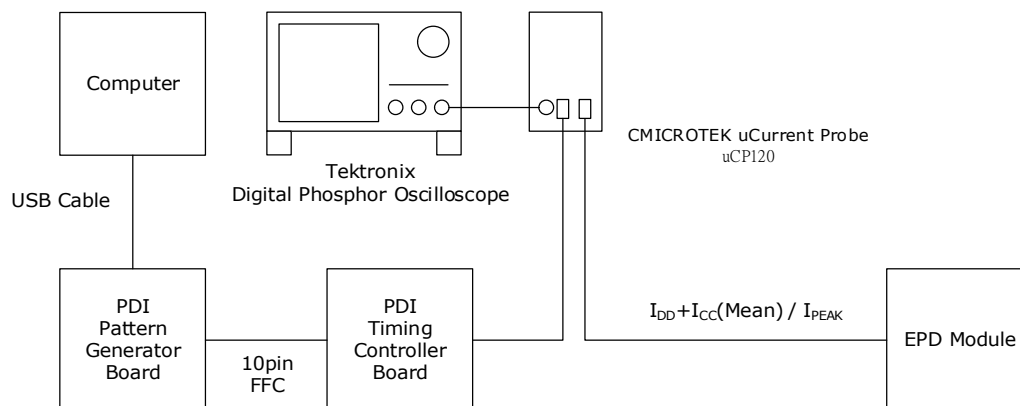 Computer
Tektronix
Digital Phosphor Oscilloscope
CMICROTEK uCurrent Probe
uCP120
USB Cable
PDI
Pattern
Generator
Board
10pin
FFC
PDI
Timing
Controller
Board
IDD+ICC(Mean) / IPEAK
EPD Module